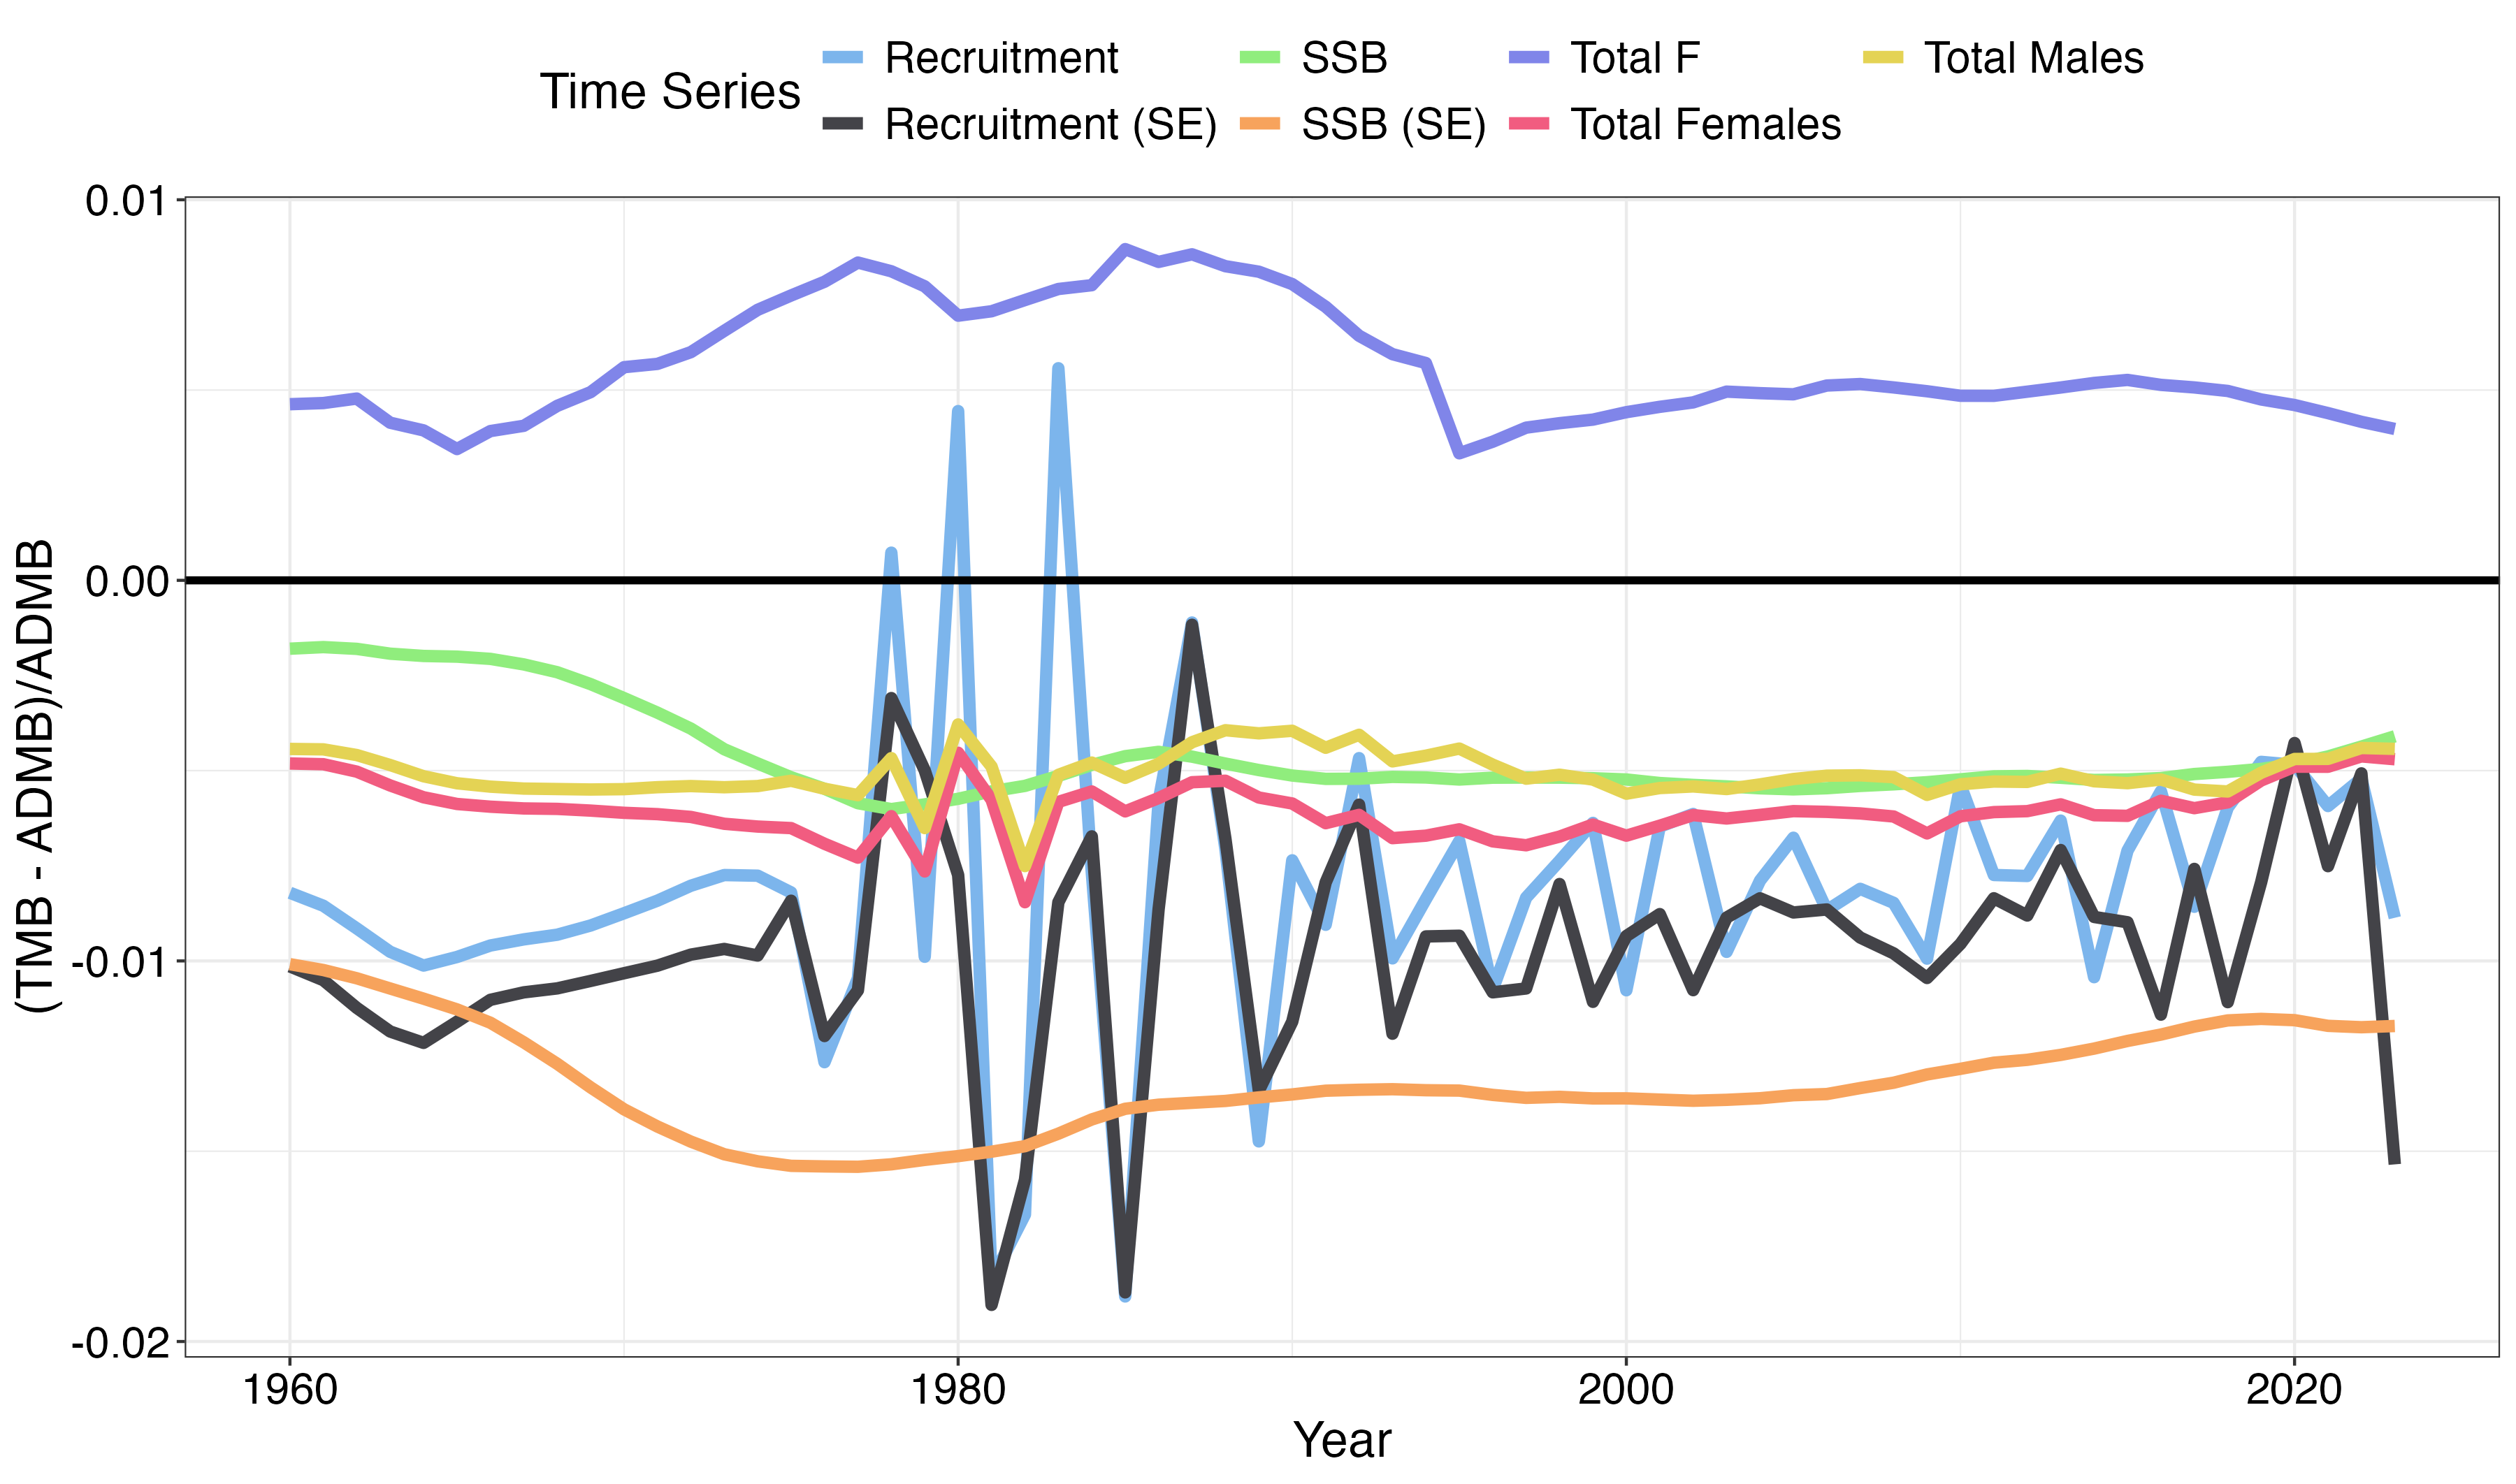 Time Series
Recruitment
SSB
Total F
Total Males
Recruitment (SE)
SSB (SE)
Total Females
(TMB - ADMB)/ADMB
0.01
0.00
-0.01
-0.02
1960
1980
2000
2020
Year